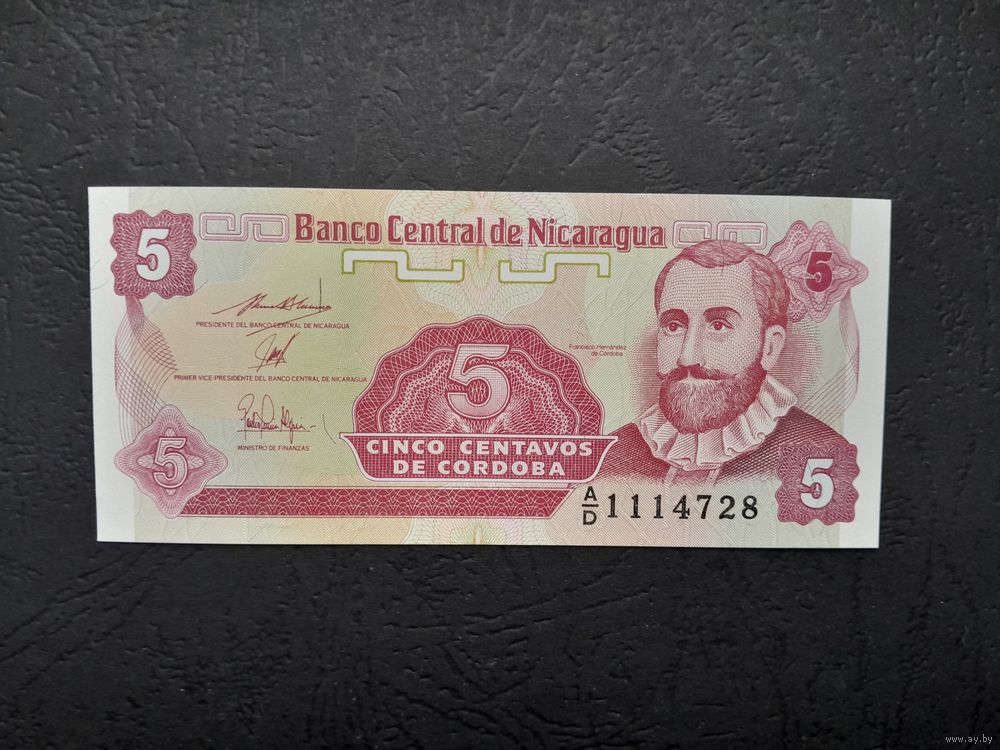 Banco Central de Nicaragua
5
5
PRESIDENTE DEL BANCO CENTRAL DE NICARAGUA
PRIMER VICE-PRESIDENTE DEL BANCO CENTRAL DE NICARAGUA
MINISTRO DE FINANZAS
Francisco Hernández
de Córdoba
5
CINCO CENTAVOS
DE CORDOBA
5
5
A/D 1114728
www.ay.by